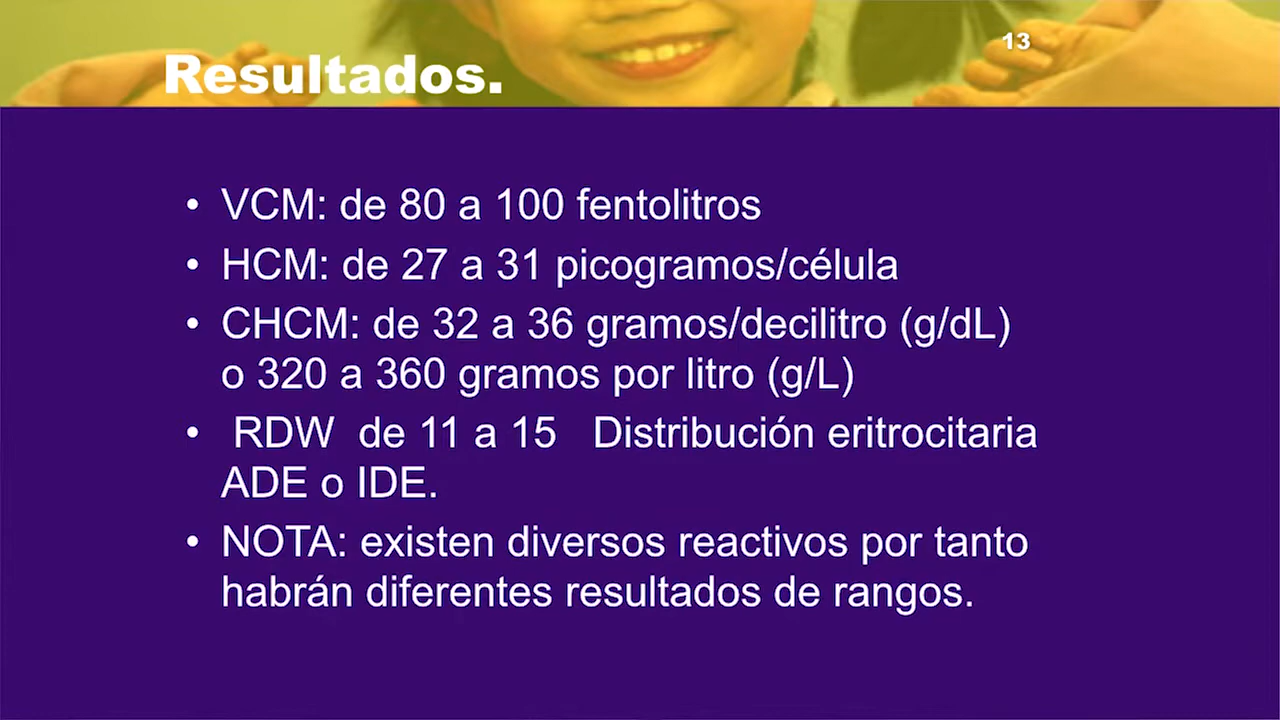 Resultados.
13
• VCM: de 80 a 100 fentolitros
• HCM: de 27 a 31 picogramos/célula
• CHCM: de 32 a 36 gramos/decilitro (g/dL)
o 320 a 360 gramos por litro (g/L)
• RDW de 11 a 15 Distribución eritrocitaria
ADE o IDE.
• NOTA: existen diversos reactivos por tanto
habrán diferentes resultados de rangos.